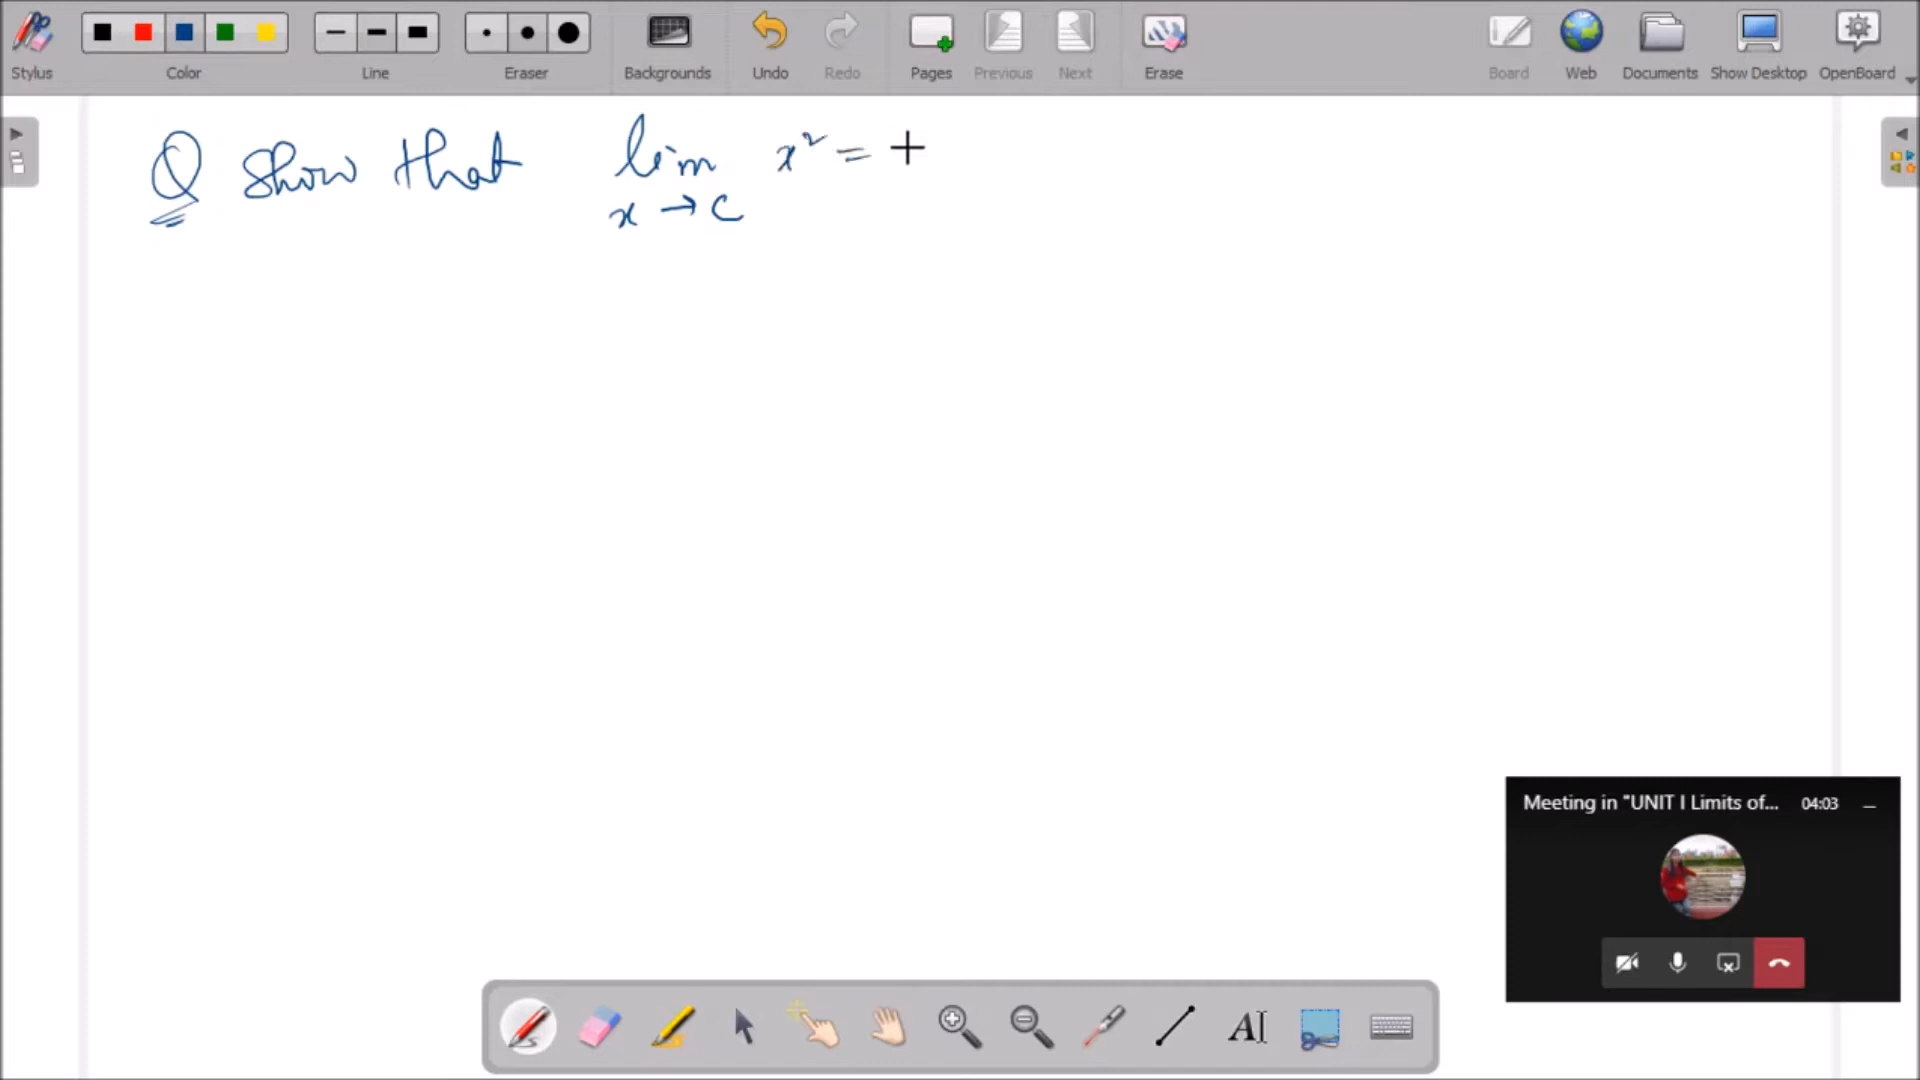 Stylus Color Line Eraser Backgrounds Undo Redo Pages Previous Next Erase Board Web Documents Show Desktop OpenBoard
Q Show that lim x² =
x → c
Meeting in "UNIT I Limits of... 04:03
AI